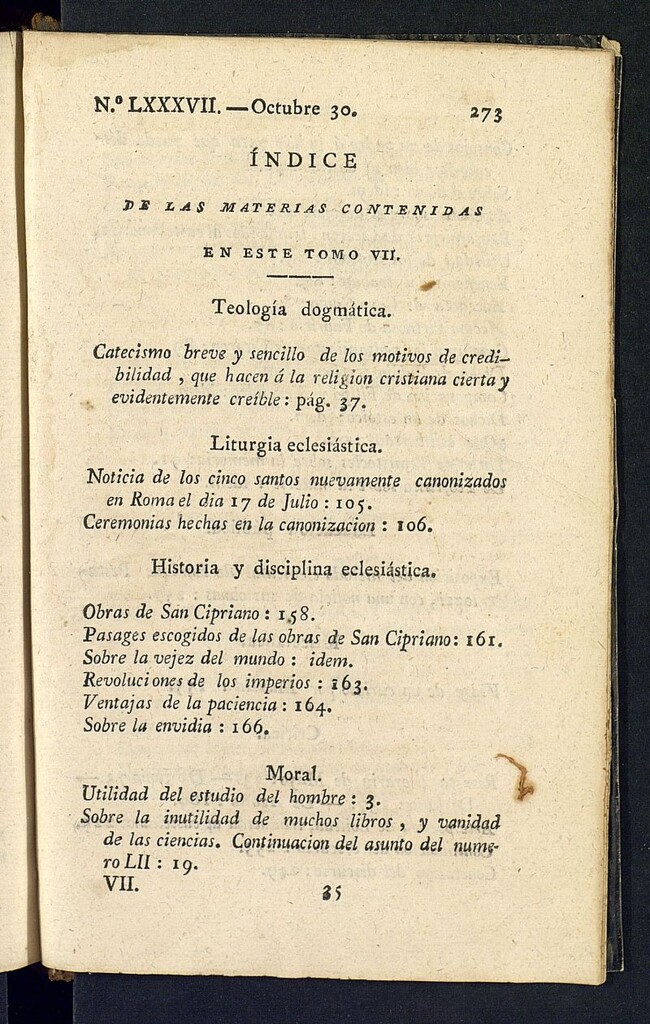 N.º LXXXVII. — Octubre 30. 273
ÍNDICE
DE LAS MATERIAS CONTENIDAS
EN ESTE TOMO VII.
Teología dogmática.
Catecismo breve y sencillo de los motivos de credi-
bilidad , que hacen á la religion cristiana cierta y
evidentemente creíble : pág. 37.
Liturgia eclesiástica.
Noticia de los cinco santos nuevamente canonizados
en Roma el dia 17 de Julio : 105.
Ceremonias hechas en la canonizacion : 106.
Historia y disciplina eclesiástica.
Obras de San Cipriano : 158.
Pasages escogidos de las obras de San Cipriano : 161.
Sobre la vejez del mundo : idem.
Revoluciones de los imperios : 163.
Ventajas de la paciencia : 164.
Sobre la envidia : 166.
Moral.
Utilidad del estudio del hombre : 3.
Sobre la inutilidad de muchos libros , y vanidad
de las ciencias. Continuacion del asunto del nume-
ro LII : 19.
VII. 35